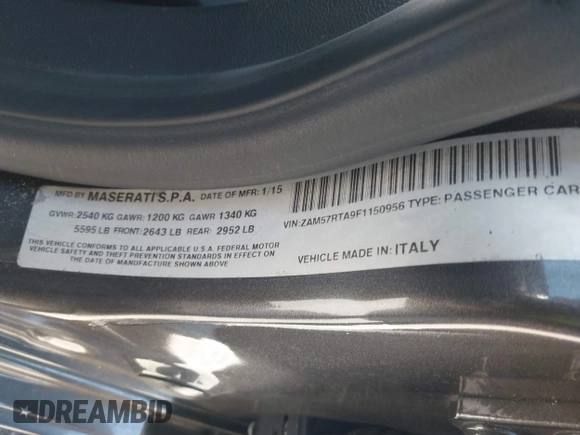 MFD BY MASERATI S.P.A. DATE OF MFR: 1/15
GVWR: 2540 KG GAWR: 1200 KG GAWR 1340 KG
5595 LB FRONT: 2643 LB REAR: 2952 LB
THIS VEHICLE CONFORMS TO ALL APPLICABLE U.S.A. FEDERAL MOTOR
VEHICLE SAFETY AND THEFT PREVENTION STANDARDS IN EFFECT ON
THE DATE OF MANUFACTURE SHOWN ABOVE
VIN: ZAM57RTA9F1150956 TYPE: PASSENGER CAR
VEHICLE MADE IN: ITALY
DREAMBID